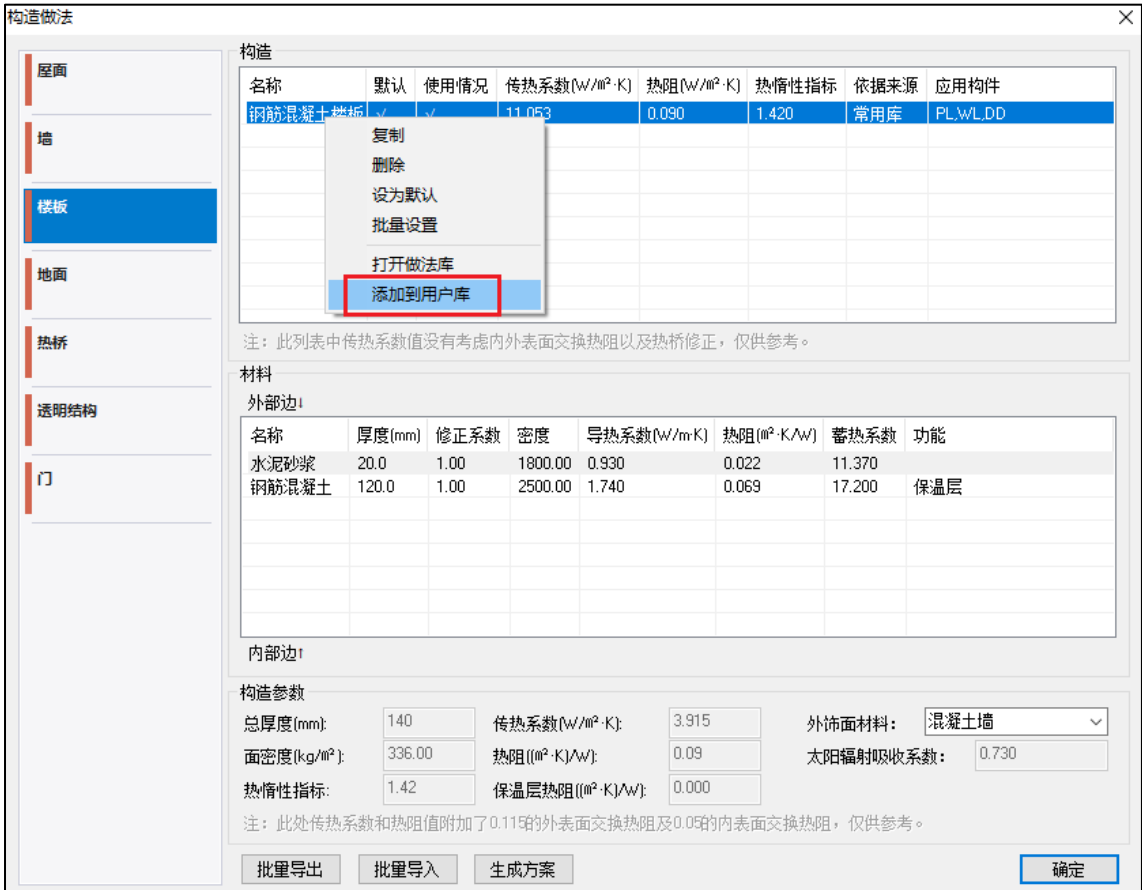 构造做法
屋面
墙
楼板
地面
热桥
透明结构
门
构造
名称 默认 使用情况 传热系数(W/㎡·K) 热阻(W/㎡·K) 热惰性指标 依据来源 应用构件
钢筋混凝土楼板 √ √ 11.053 0.090 1.420 常用库 PL,WL,DD
复制
删除
设为默认
批量设置
打开做法库
添加到用户库
注：此列表中传热系数值没有考虑内外表面交换热阻以及热桥修正，仅供参考。
材料
外部边↓
名称 厚度(mm) 修正系数 密度 导热系数(W/m·K) 热阻(㎡·K/W) 蓄热系数 功能
水泥砂浆 20.0 1.00 1800.00 0.930 0.022 11.370
钢筋混凝土 120.0 1.00 2500.00 1.740 0.069 17.200 保温层
内部边↑
构造参数
总厚度(mm): 140 传热系数(W/㎡·K): 3.915 外饰面材料： 混凝土墙
面密度(kg/㎡): 336.00 热阻((㎡·K)/W): 0.09 太阳辐射吸收系数： 0.730
热惰性指标: 1.42 保温层热阻((㎡·K)/W): 0.000
注：此处传热系数和热阻值附加了0.115的外表面交换热阻及0.05的内表面交换热阻，仅供参考。
批量导出 批量导入 生成方案 确定